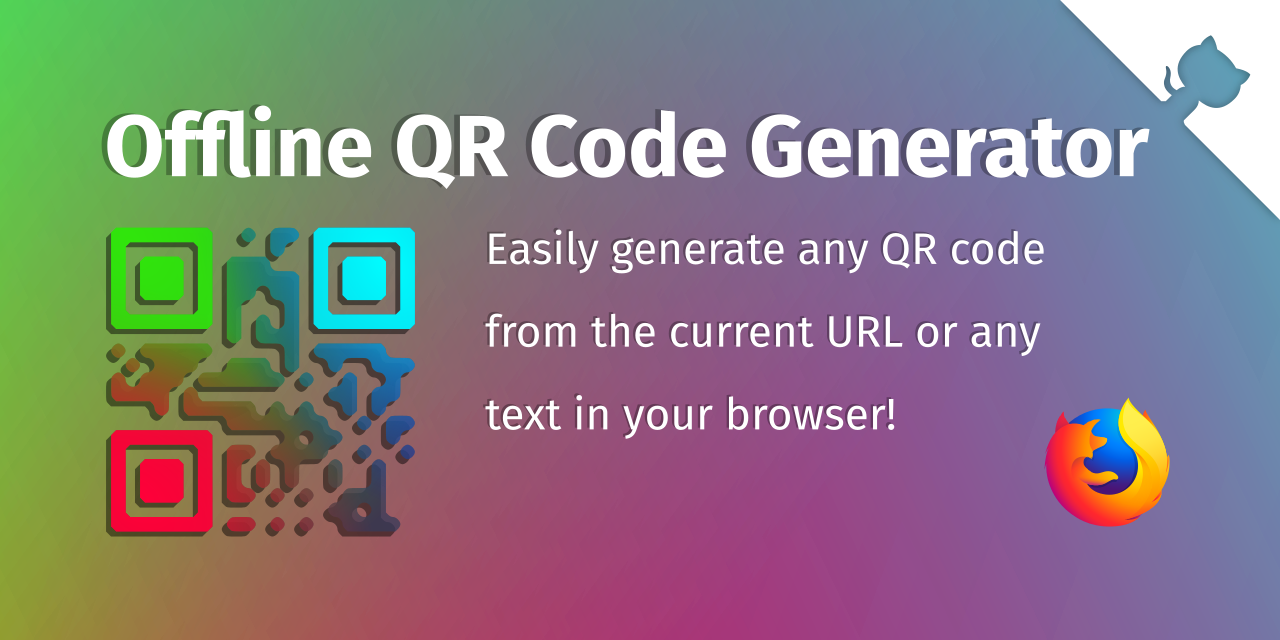 Offline QR Code Generator
Easily generate any QR code
from the current URL or any
text in your browser!